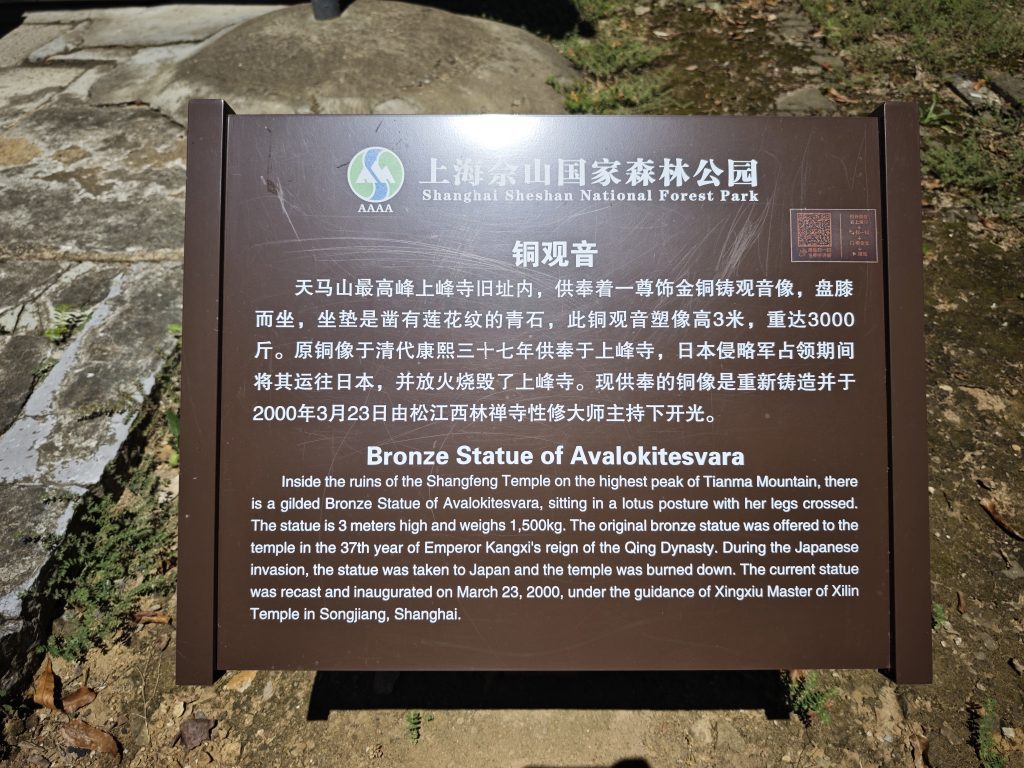 上海佘山国家森林公园
Shanghai Sheshan National Forest Park
AAAA
铜观音
天马山最高峰上峰寺旧址内，供奉着一尊饰金铜铸观音像，盘膝
而坐，坐垫是凿有莲花纹的青石，此铜观音塑像高3米，重达3000
斤。原铜像于清代康熙三十七年供奉于上峰寺，日本侵略军占领期间
将其运往日本，并放火烧毁了上峰寺。现供奉的铜像是重新铸造并于
2000年3月23日由松江西林禅寺性修大师主持下开光。
Bronze Statue of Avalokitesvara
Inside the ruins of the Shangfeng Temple on the highest peak of Tianma Mountain, there
is a gilded Bronze Statue of Avalokitesvara, sitting in a lotus posture with her legs crossed.
The statue is 3 meters high and weighs 1,500kg. The original bronze statue was offered to the
temple in the 37th year of Emperor Kangxi's reign of the Qing Dynasty. During the Japanese
invasion, the statue was taken to Japan and the temple was burned down. The current statue
was recast and inaugurated on March 23, 2000, under the guidance of Xingxiu Master of Xilin
Temple in Songjiang, Shanghai.